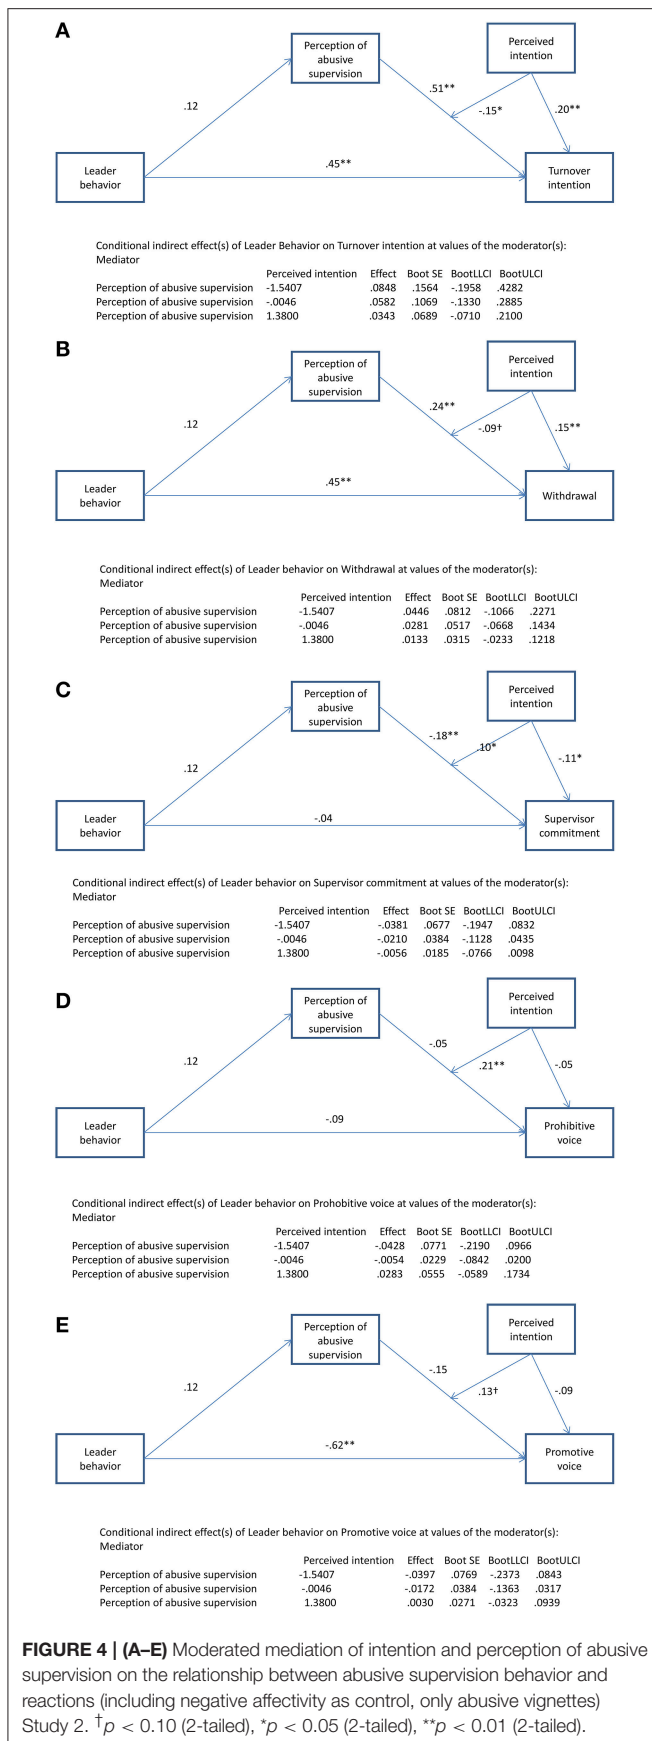 A
Perception of
abusive
supervision
Perceived
intention
.12
.51**
-.15*
.20**
.45**
Leader
behavior
Turnover
intention
Conditional indirect effect(s) of Leader Behavior on Turnover intention at values of the moderator(s):
Mediator
Perceived intention Effect Boot SE BootLLCI BootULCI
Perception of abusive supervision -1.5407 .0848 .1564 -.1958 .4282
Perception of abusive supervision -.0046 .0582 .1069 -.1330 .2885
Perception of abusive supervision 1.3800 .0343 .0689 -.0710 .2100
B
Perception of
abusive
supervision
Perceived
intention
.12
.24**
-.09†
.15**
.45**
Leader
behavior
Withdrawal
Conditional indirect effect(s) of Leader behavior on Withdrawal at values of the moderator(s):
Mediator
Perceived intention Effect Boot SE BootLLCI BootULCI
Perception of abusive supervision -1.5407 .0446 .0812 -.1066 .2271
Perception of abusive supervision -.0046 .0281 .0517 -.0668 .1434
Perception of abusive supervision 1.3800 .0133 .0315 -.0233 .1218
C
Perception of
abusive
supervision
Perceived
intention
.12
-.18**
.10*
-.11*
-.04
Leader
behavior
Supervisor
commitment
Conditional indirect effect(s) of Leader behavior on Supervisor commitment at values of the moderator(s):
Mediator
Perceived intention Effect Boot SE BootLLCI BootULCI
Perception of abusive supervision -1.5407 -.0381 .0677 -.1947 .0832
Perception of abusive supervision -.0046 -.0210 .0384 -.1128 .0435
Perception of abusive supervision 1.3800 -.0056 .0185 -.0766 .0098
D
Perception of
abusive
supervision
Perceived
intention
.12
-.05
.21**
-.05
-.09
Leader
behavior
Prohibitive
voice
Conditional indirect effect(s) of Leader behavior on Prohobitive voice at values of the moderator(s):
Mediator
Perceived intention Effect Boot SE BootLLCI BootULCI
Perception of abusive supervision -1.5407 -.0428 .0771 -.2190 .0966
Perception of abusive supervision -.0046 -.0054 .0229 -.0842 .0200
Perception of abusive supervision 1.3800 .0283 .0555 -.0589 .1734
E
Perception of
abusive
supervision
Perceived
intention
.12
-.15
.13†
-.09
-.62**
Leader
behavior
Promotive
voice
Conditional indirect effect(s) of Leader behavior on Promotive voice at values of the moderator(s):
Mediator
Perceived intention Effect Boot SE BootLLCI BootULCI
Perception of abusive supervision -1.5407 -.0397 .0769 -.2373 .0843
Perception of abusive supervision -.0046 -.0172 .0384 -.1363 .0317
Perception of abusive supervision 1.3800 .0030 .0271 -.0323 .0939
FIGURE 4 | (A–E) Moderated mediation of intention and perception of abusive
supervision on the relationship between abusive supervision behavior and
reactions (including negative affectivity as control, only abusive vignettes)
Study 2. †p < 0.10 (2-tailed), *p < 0.05 (2-tailed), **p < 0.01 (2-tailed).